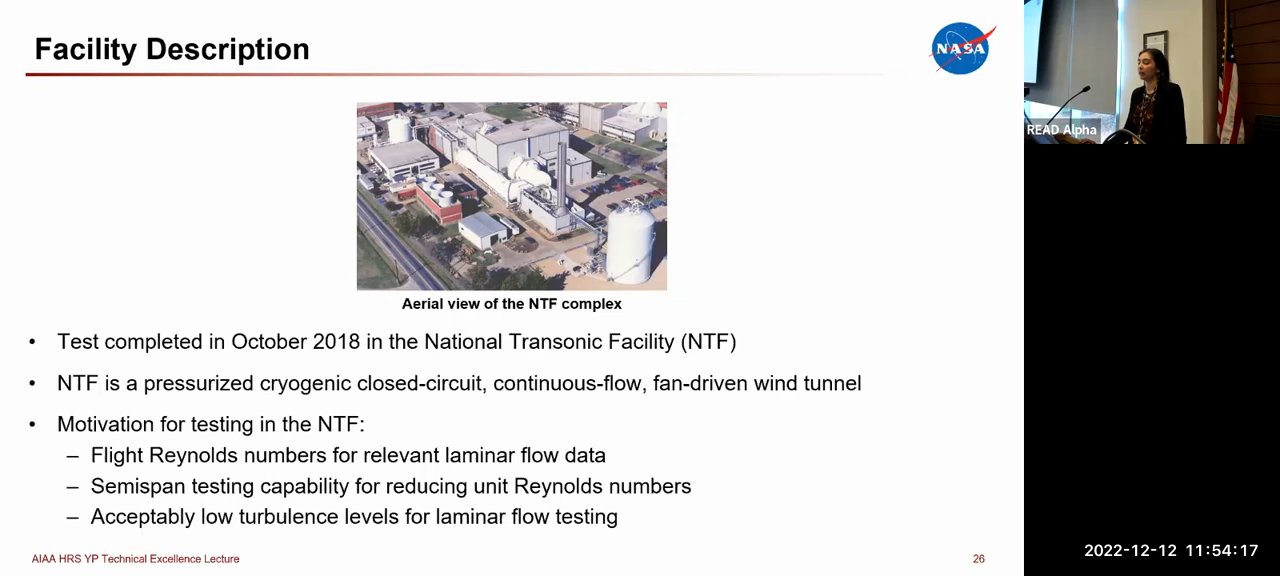 Facility Description
NASA
READ Alpha
Aerial view of the NTF complex
• Test completed in October 2018 in the National Transonic Facility (NTF)
• NTF is a pressurized cryogenic closed-circuit, continuous-flow, fan-driven wind tunnel
• Motivation for testing in the NTF:
– Flight Reynolds numbers for relevant laminar flow data
– Semispan testing capability for reducing unit Reynolds numbers
– Acceptably low turbulence levels for laminar flow testing
AIAA HRS YP Technical Excellence Lecture
26
2022-12-12 11:54:17